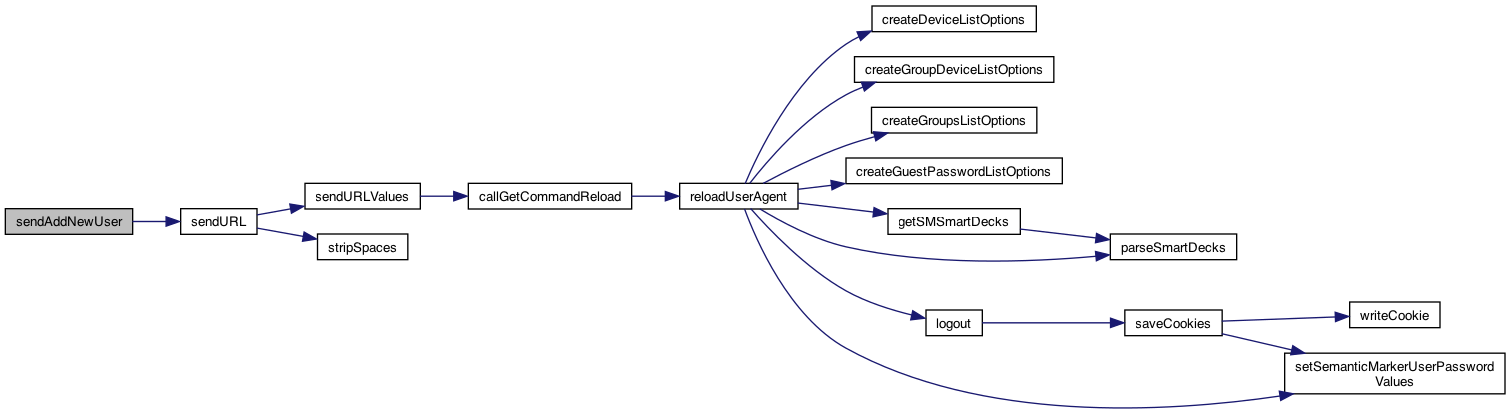 sendAddNewUser
sendURL
sendURLValues
stripSpaces
callGetCommandReload
reloadUserAgent
createDeviceListOptions
createGroupDeviceListOptions
createGroupsListOptions
createGuestPasswordListOptions
getSMSmartDecks
parseSmartDecks
logout
saveCookies
writeCookie
setSemanticMarkerUserPassword
Values